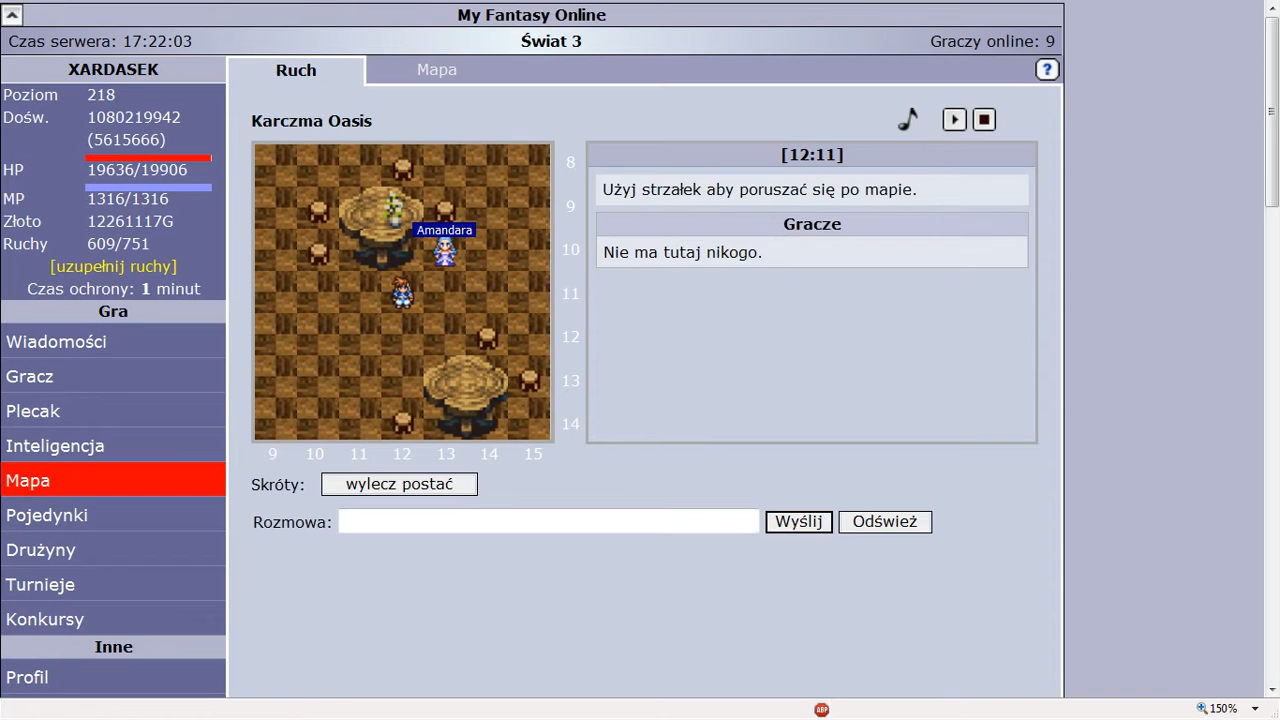 My Fantasy Online
Czas serwera: 17:22:03
Świat 3
Graczy online: 9
XARDASEK
Poziom 218
Dośw. 1080219942
(5615666)
HP 19636/19906
MP 1316/1316
Złoto 12261117G
Ruchy 609/751
[uzupełnij ruchy]
Czas ochrony: 1 minut
Gra
Wiadomości
Gracz
Plecak
Inteligencja
Mapa
Pojedynki
Drużyny
Turnieje
Konkursy
Inne
Profil
Ruch
Mapa
?
Karczma Oasis
Amandara
8
9
10
11
12
13
14
9 10 11 12 13 14 15
[12:11]
Użyj strzałek aby poruszać się po mapie.
Gracze
Nie ma tutaj nikogo.
Skróty: wylecz postać
Rozmowa: Wyślij Odśwież
ABP
150%